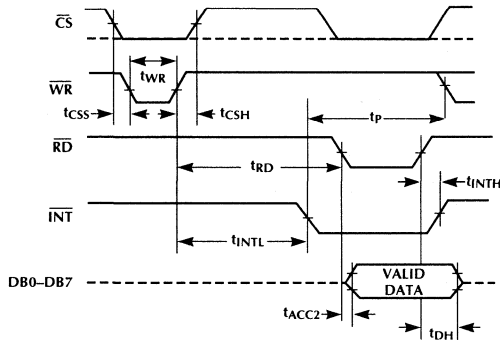 CS
tWR
WR
tCSS
tCSH
tP
RD
tRD
tINTH
INT
tINTL
DB0–DB7
VALID
DATA
tACC2
tDH